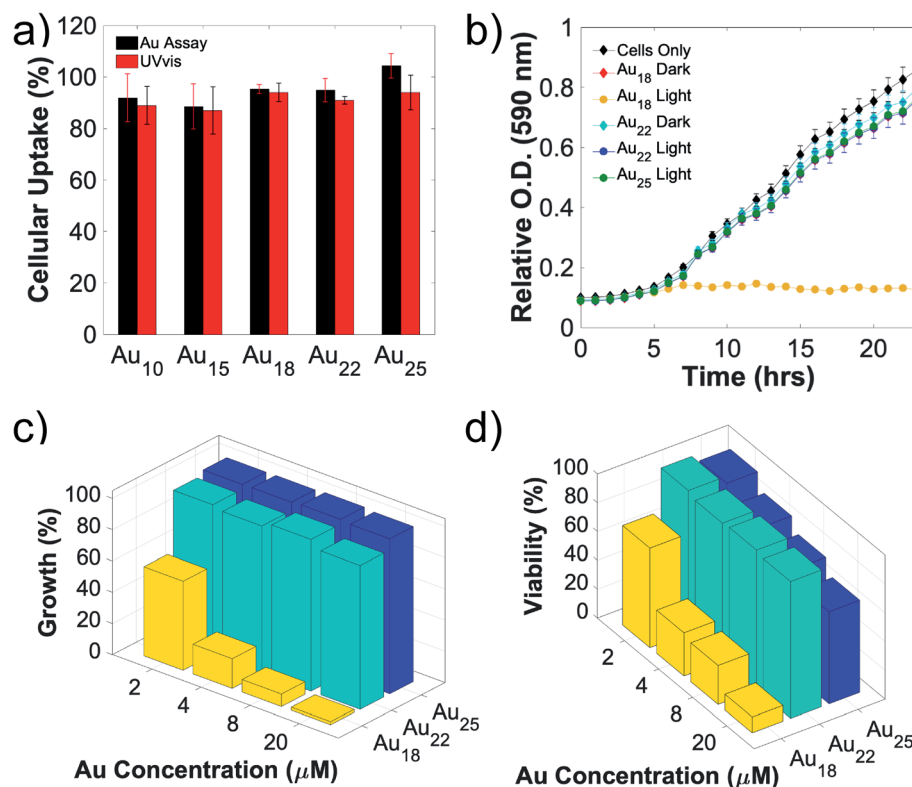 a)
120
100
80
60
40
20
0
Cellular Uptake (%)
Au Assay
UVvis
Au10
Au15
Au18
Au22
Au25
b)
1
0.8
0.6
0.4
0.2
0
Relative O.D. (590 nm)
Cells Only
Au18 Dark
Au18 Light
Au22 Dark
Au22 Light
Au25 Light
0
5
10
15
20
Time (hrs)
c)
100
80
60
40
20
0
Growth (%)
2
4
8
20
Au18
Au22
Au25
Au Concentration (μM)
d)
100
80
60
40
20
0
Viability (%)
2
4
8
20
Au18
Au22
Au25
Au Concentration (μM)